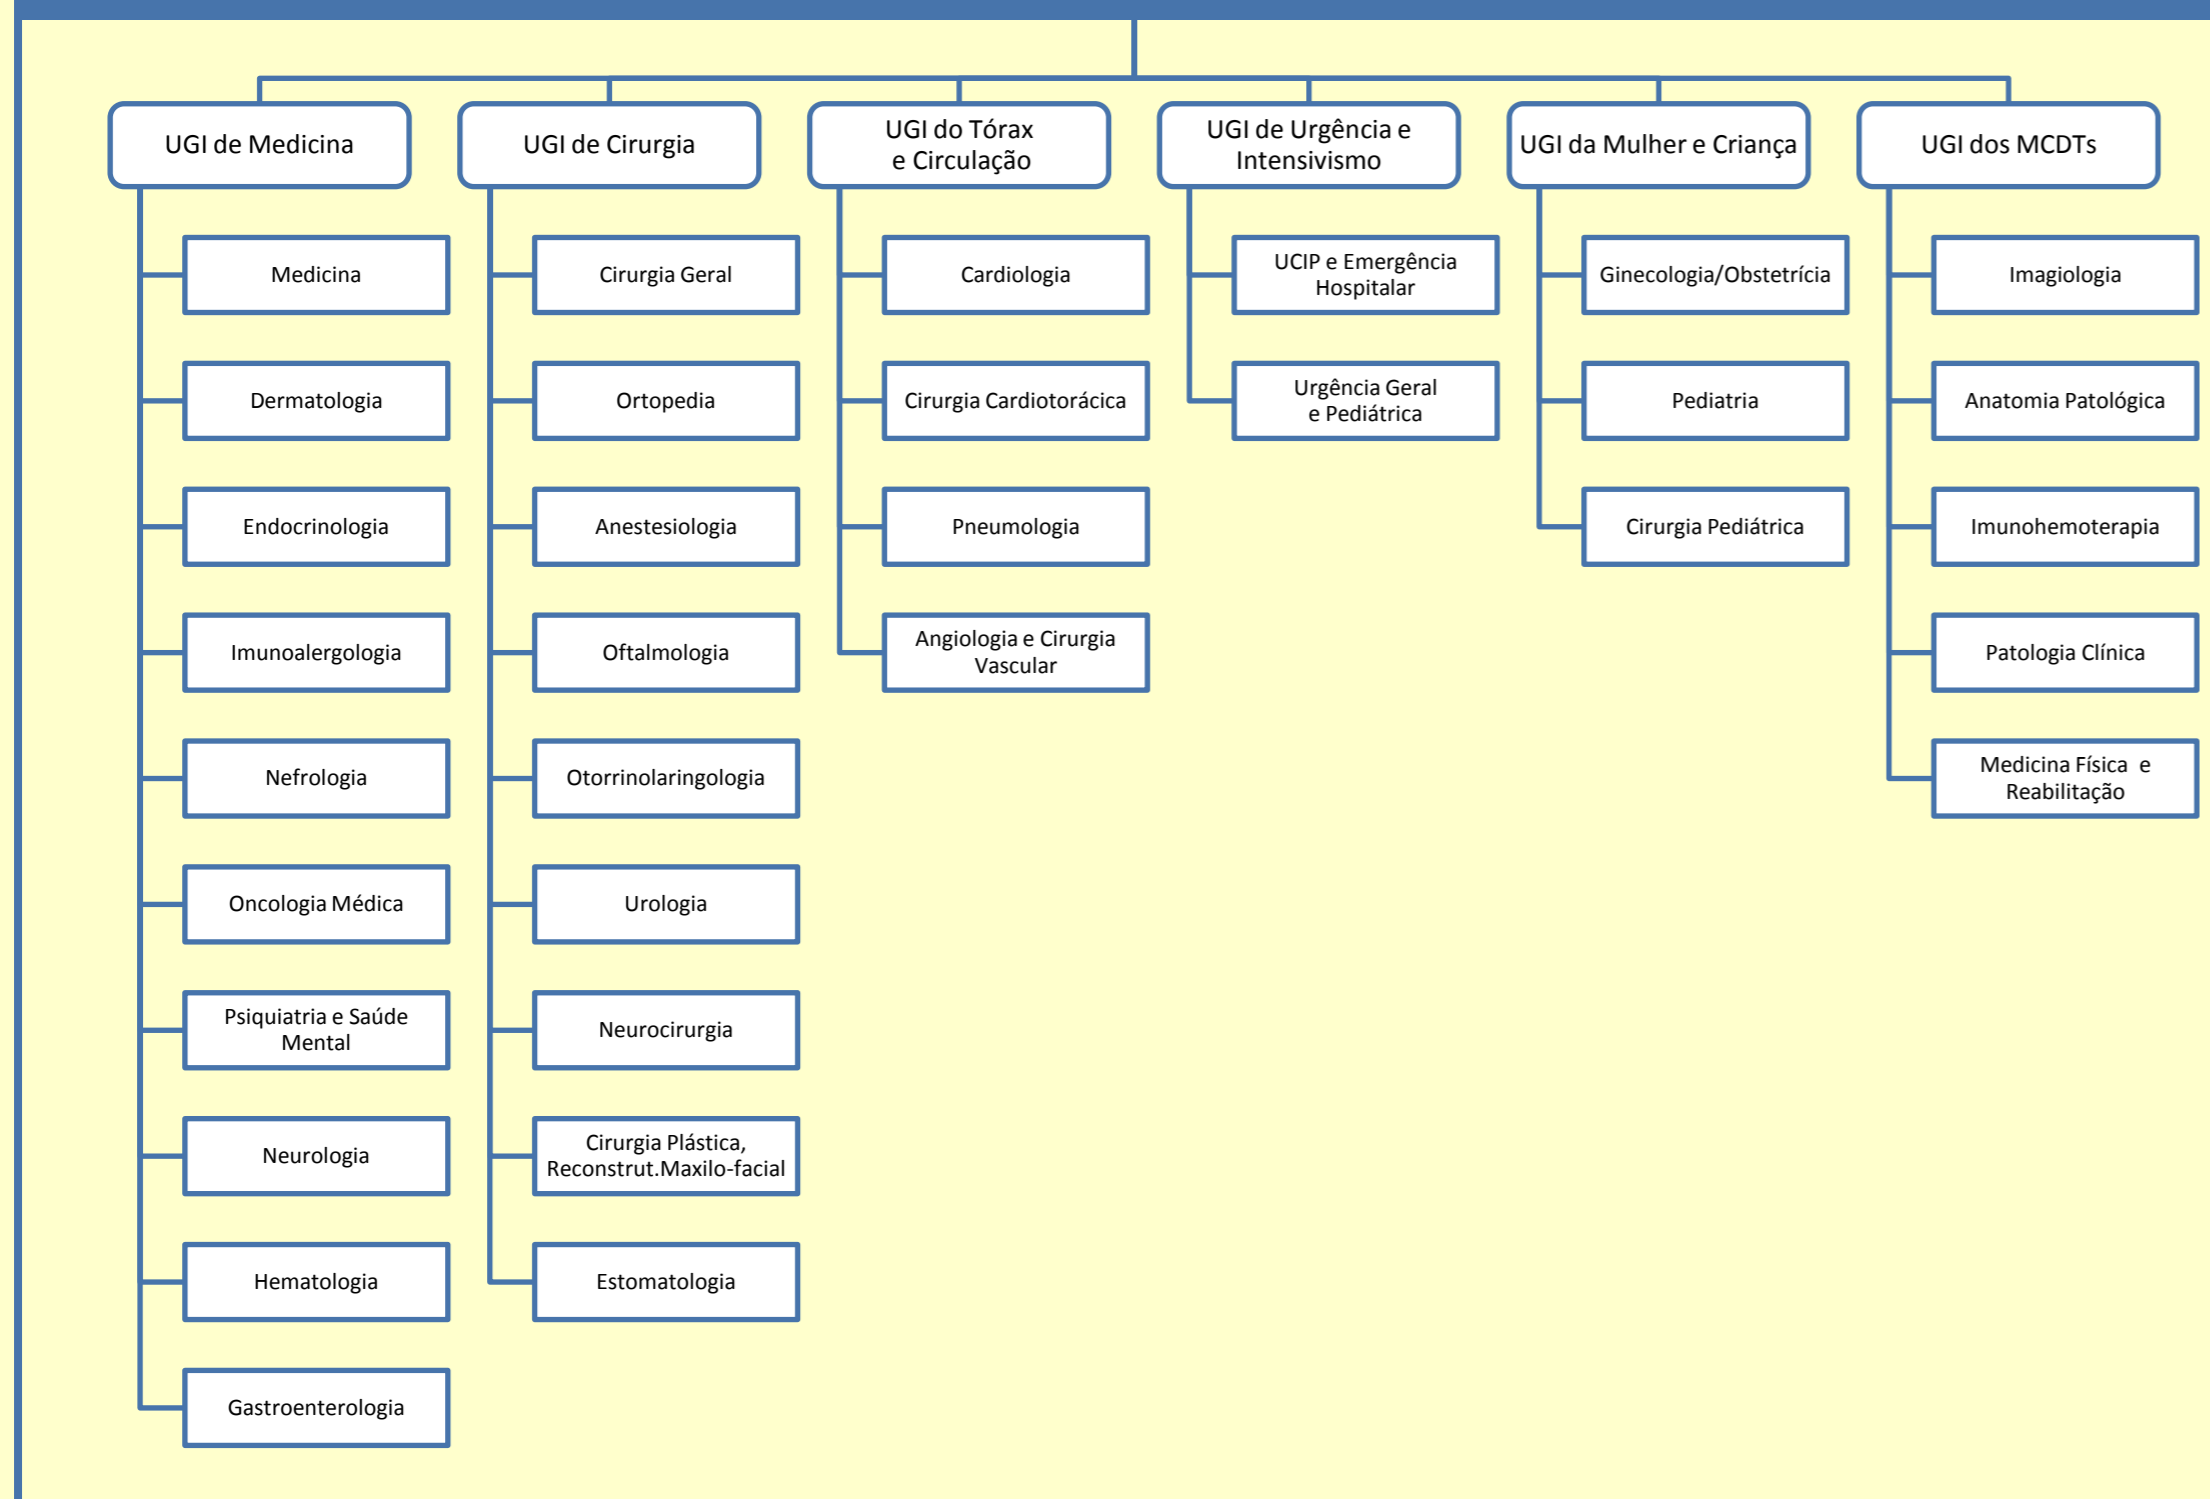 UGI de Medicina
Medicina
Dermatologia
Endocrinologia
Imunoalergologia
Nefrologia
Oncologia Médica
Psiquiatria e Saúde
Mental
Neurologia
Hematologia
Gastroenterologia
UGI de Cirurgia
Cirurgia Geral
Ortopedia
Anestesiologia
Oftalmologia
Otorrinolaringologia
Urologia
Neurocirurgia
Cirurgia Plástica,
Reconstrut.Maxilo-facial
Estomatologia
UGI do Tórax
e Circulação
Cardiologia
Cirurgia Cardiotorácica
Pneumologia
Angiologia e Cirurgia
Vascular
UGI de Urgência e
Intensivismo
UCIP e Emergência
Hospitalar
Urgência Geral
e Pediátrica
UGI da Mulher e Criança
Ginecologia/Obstetrícia
Pediatria
Cirurgia Pediátrica
UGI dos MCDTs
Imagiologia
Anatomia Patológica
Imunohemoterapia
Patologia Clínica
Medicina Física e
Reabilitação